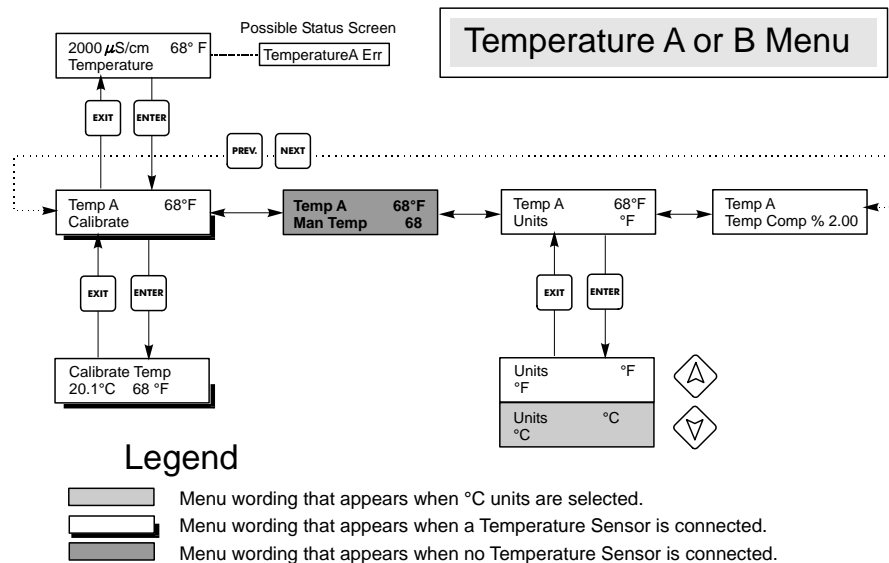 Temperature A or B Menu
Possible Status Screen
2000 µS/cm 68° F
Temperature
TemperatureA Err
EXIT
ENTER
PREV.
NEXT
Temp A 68°F
Calibrate
Temp A 68°F
Man Temp 68
Temp A 68°F
Units °F
Temp A
Temp Comp % 2.00
EXIT
ENTER
EXIT
ENTER
Calibrate Temp
20.1°C 68 °F
Units °F
°F
Units °C
°C
Legend
Menu wording that appears when °C units are selected.
Menu wording that appears when a Temperature Sensor is connected.
Menu wording that appears when no Temperature Sensor is connected.